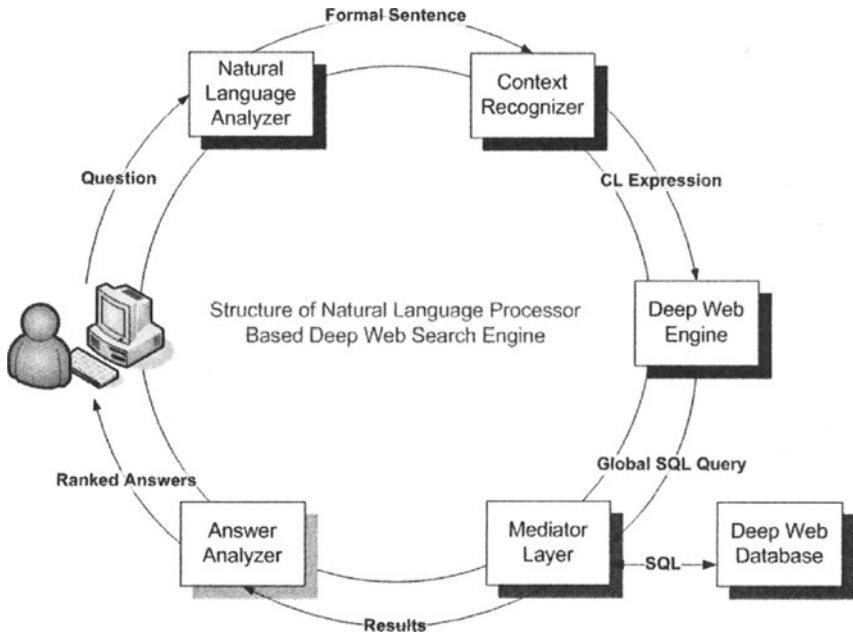 Formal Sentence
Natural
Language
Analyzer
Context
Recognizer
Question
CL Expression
Structure of Natural Language Processor
Based Deep Web Search Engine
Deep Web
Engine
Ranked Answers
Global SQL Query
Answer
Analyzer
Mediator
Layer
SQL
Deep Web
Database
Results